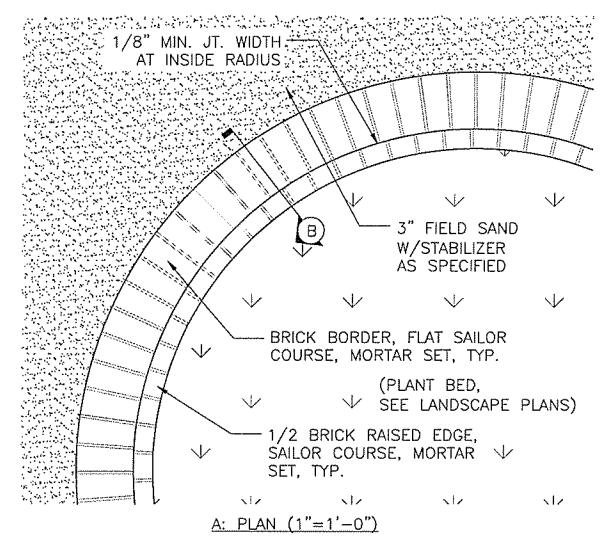 1/8" MIN. JT. WIDTH
AT INSIDE RADIUS
B
3" FIELD SAND
W/STABILIZER
AS SPECIFIED
BRICK BORDER, FLAT SAILOR
COURSE, MORTAR SET, TYP.
(PLANT BED,
SEE LANDSCAPE PLANS)
1/2 BRICK RAISED EDGE,
SAILOR COURSE, MORTAR
SET, TYP.
A: PLAN (1"=1'-0")